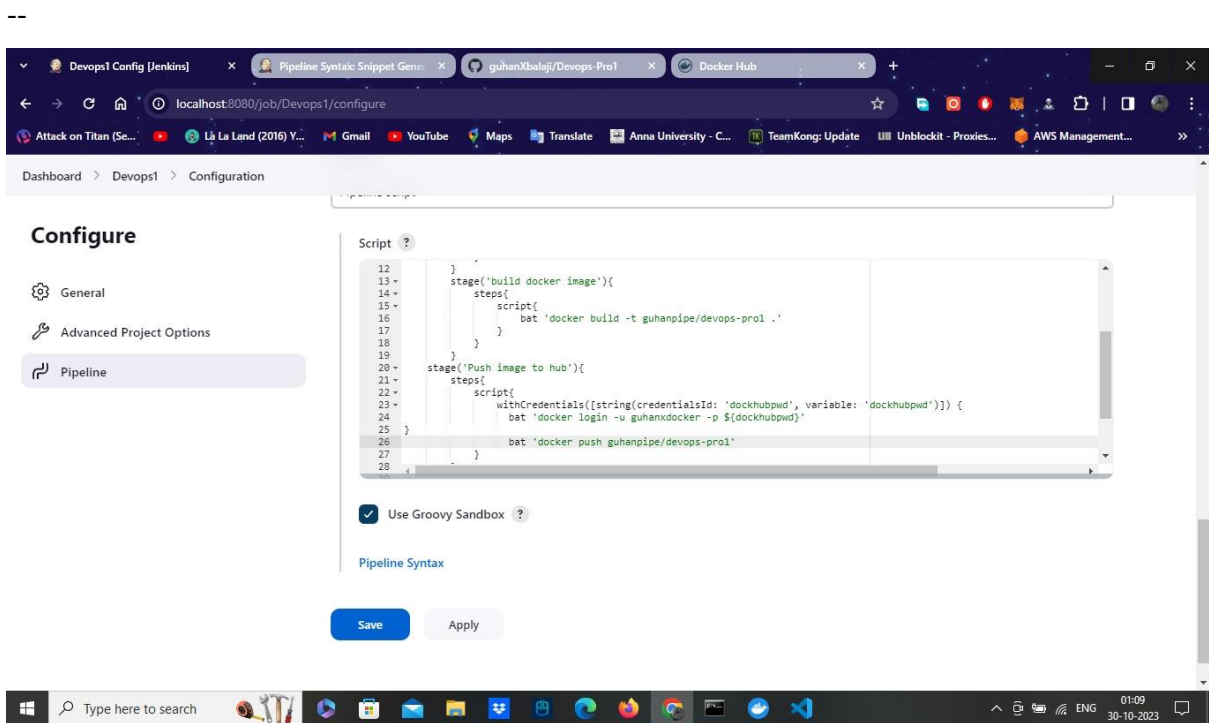 --
Devops1 Config [Jenkins]
Pipeline Syntax: Snippet Gene
guhanXbalaji/Devops-Pro1
Docker Hub
localhost:8080/job/Devops1/configure
Attack on Titan (Se...
La La Land (2016) Y...
Gmail
YouTube
Maps
Translate
Anna University - C...
TeamKong: Update
Unblockit - Proxies...
AWS Management...
»
Dashboard > Devops1 > Configuration
Configure
General
Advanced Project Options
Pipeline
Script ?
12 }
13 stage('build docker image'){
14 steps{
15 script{
16 bat 'docker build -t guhanpipe/devops-pro1 .'
17 }
18 }
19 }
20 stage('Push image to hub'){
21 steps{
22 script{
23 withCredentials([string(credentialsId: 'dockhubpwd', variable: 'dockhubpwd')]) {
24 bat 'docker login -u guhanxdocker -p ${dockhubpwd}'
25 }
26 bat 'docker push guhanpipe/devops-pro1'
27 }
28
Use Groovy Sandbox ?
Pipeline Syntax
Save
Apply
Type here to search
ENG
01:09
30-10-2023